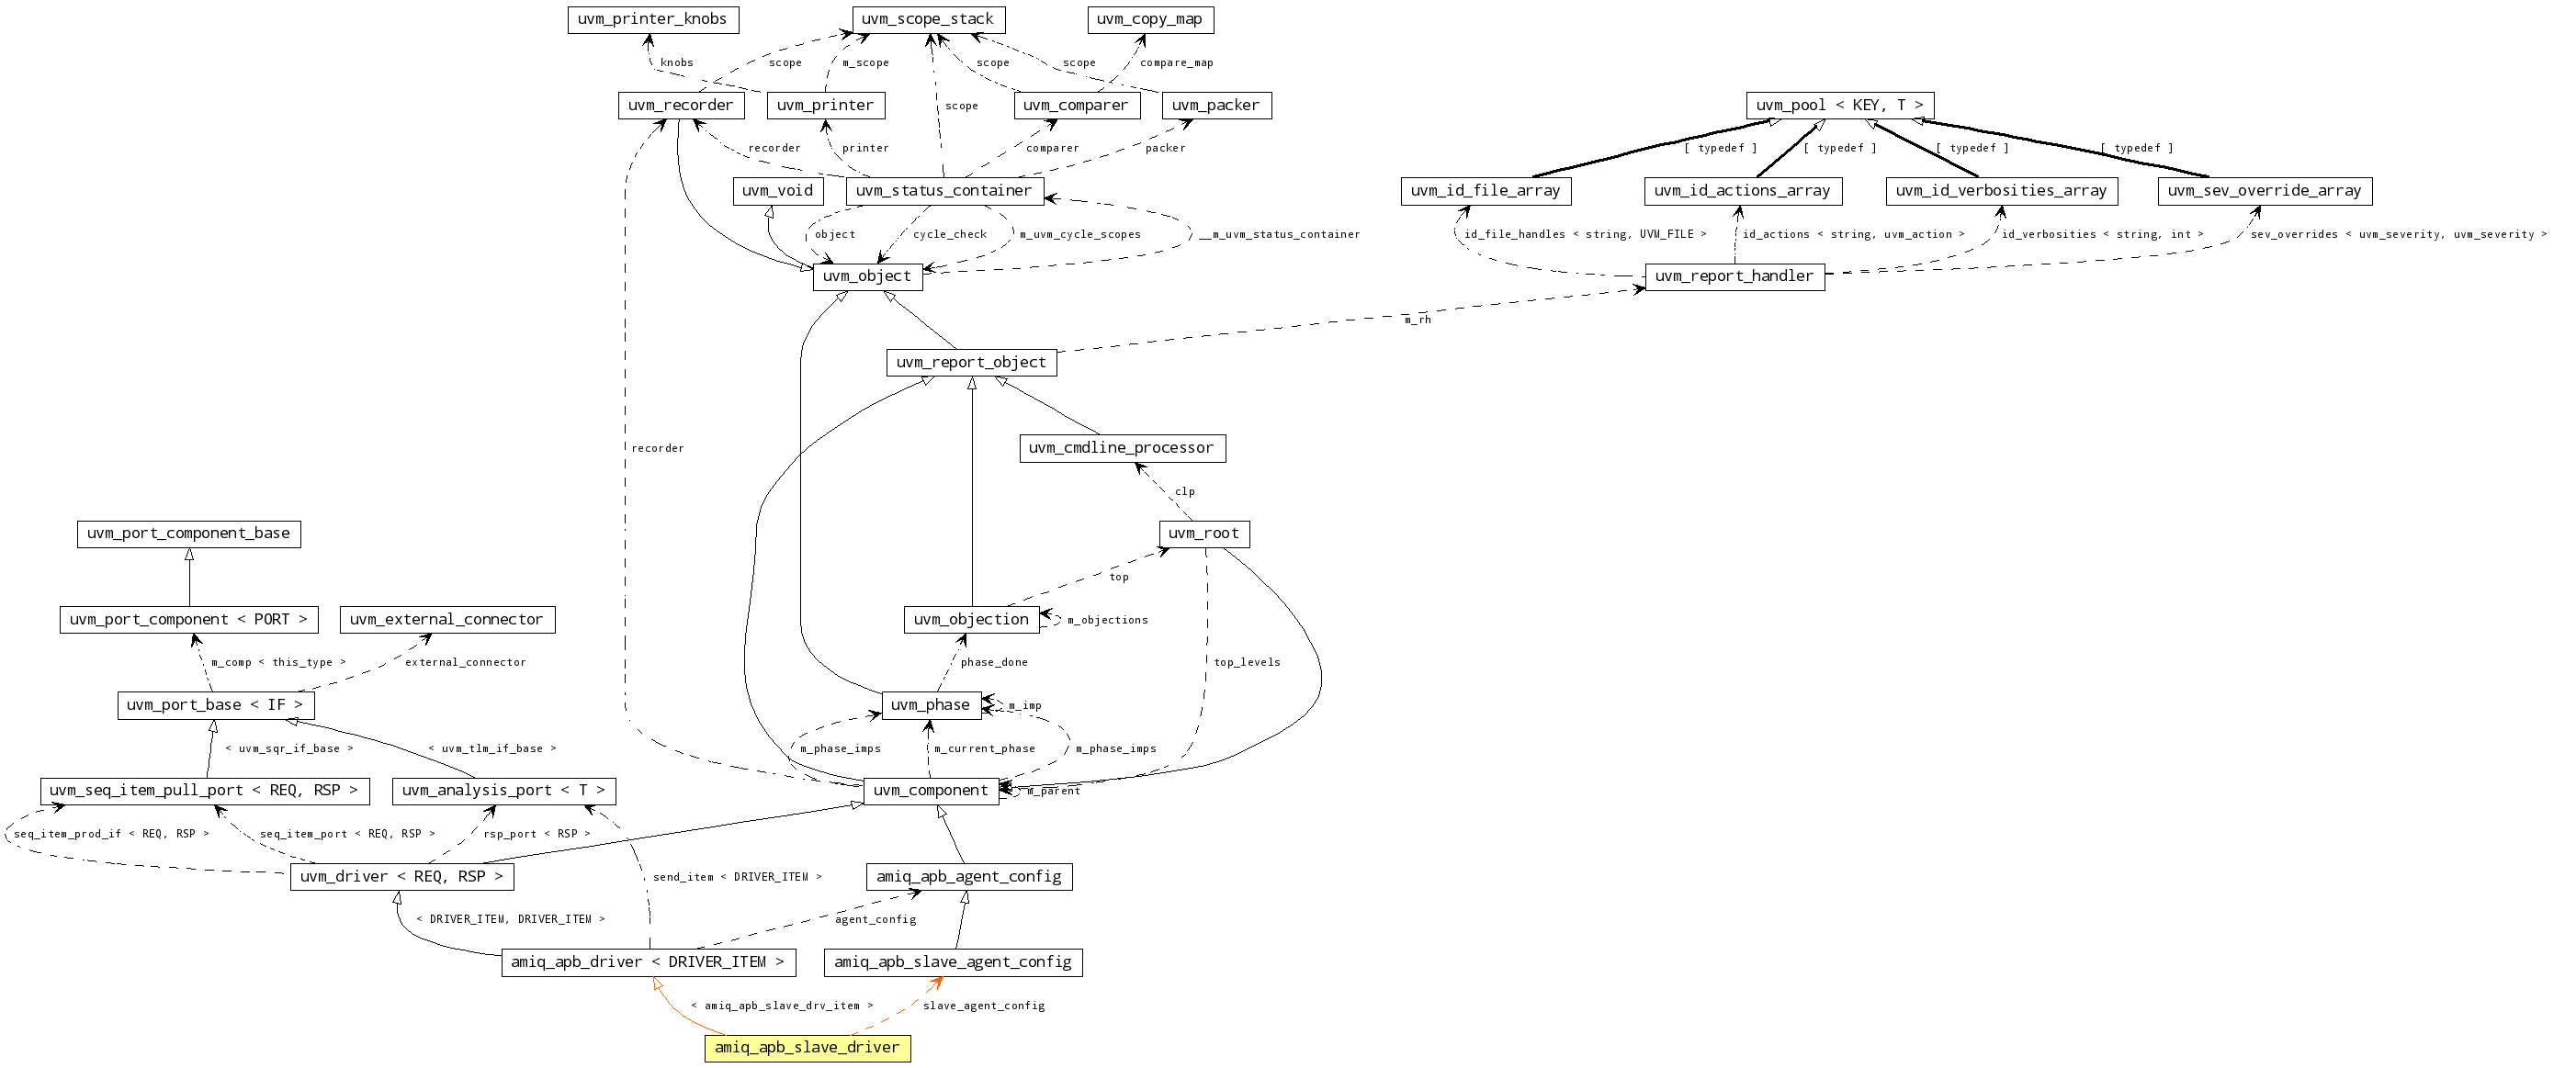 uvm_printer_knobs
uvm_scope_stack
uvm_copy_map
knobs
scope
m_scope
scope
scope
compare_map
uvm_recorder
uvm_printer
scope
uvm_comparer
uvm_packer
uvm_pool < KEY, T >
recorder
printer
comparer
packer
[ typedef ]
[ typedef ]
[ typedef ]
[ typedef ]
uvm_void
uvm_status_container
uvm_id_file_array
uvm_id_actions_array
uvm_id_verbosities_array
uvm_sev_override_array
object
cycle_check
m_uvm_cycle_scopes
__m_uvm_status_container
id_file_handles < string, UVM_FILE >
id_actions < string, uvm_action >
id_verbosities < string, int >
sev_overrides < uvm_severity, uvm_severity >
uvm_object
uvm_report_handler
m_rh
uvm_report_object
recorder
uvm_cmdline_processor
clp
uvm_port_component_base
uvm_root
top
uvm_port_component < PORT >
uvm_external_connector
uvm_objection
m_objections
m_comp < this_type >
external_connector
phase_done
top_levels
uvm_port_base < IF >
uvm_phase
m_imp
< uvm_sqr_if_base >
< uvm_tlm_if_base >
m_phase_imps
m_current_phase
m_phase_imps
uvm_seq_item_pull_port < REQ, RSP >
uvm_analysis_port < T >
uvm_component
m_parent
seq_item_prod_if < REQ, RSP >
seq_item_port < REQ, RSP >
rsp_port < RSP >
uvm_driver < REQ, RSP >
send_item < DRIVER_ITEM >
amiq_apb_agent_config
< DRIVER_ITEM, DRIVER_ITEM >
agent_config
amiq_apb_driver < DRIVER_ITEM >
amiq_apb_slave_agent_config
< amiq_apb_slave_drv_item >
slave_agent_config
amiq_apb_slave_driver